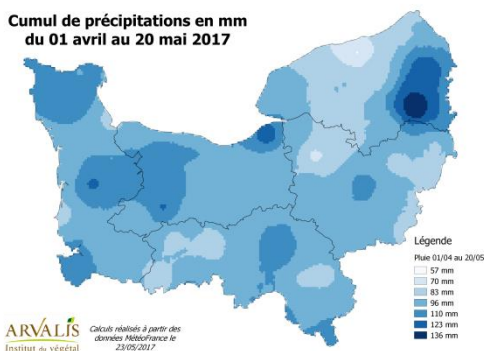 Cumul de précipitations en mm
du 01 avril au 20 mai 2017
Légende
Pluie 01/04 au 20/05
57 mm
70 mm
83 mm
96 mm
110 mm
123 mm
136 mm
ARVALIS
Institut du végétal
Calculs réalisés à partir des
données MétéoFrance le
23/05/2017